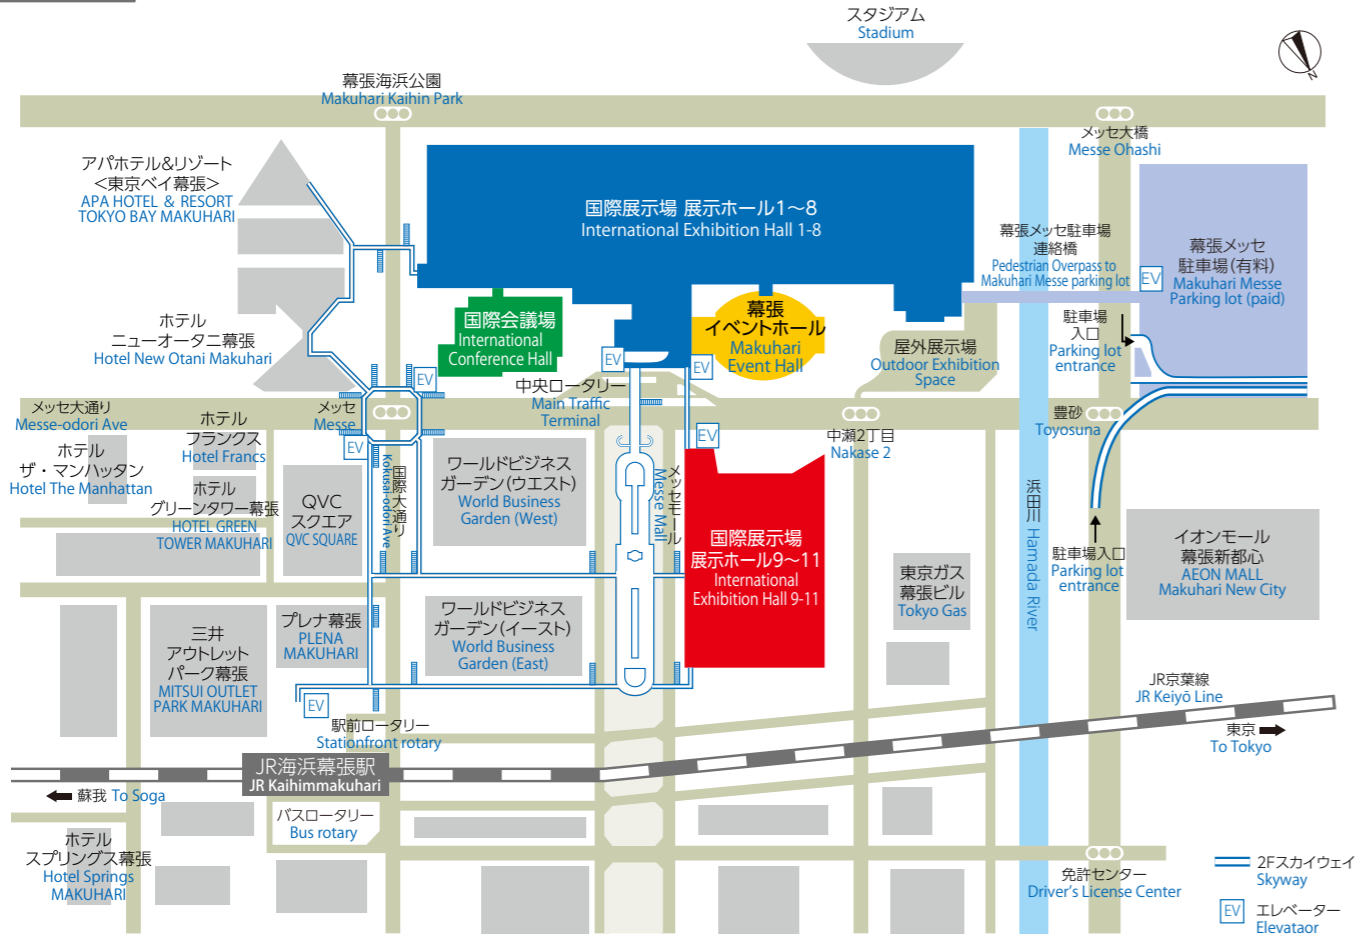 スタジアム
Stadium
N
幕張海浜公園
Makuhari Kaihin Park
メッセ大橋
Messe Ohashi
アパホテル&リゾート
<東京ベイ幕張>
APA HOTEL & RESORT
TOKYO BAY MAKUHARI
国際展示場 展示ホール1～8
International Exhibition Hall 1-8
幕張メッセ駐車場
連絡橋
Pedestrian Overpass to
Makuhari Messe parking lot
EV
幕張メッセ
駐車場(有料)
Makuhari Messe
Parking lot (paid)
国際会議場
International
Conference Hall
幕張
イベントホール
Makuhari
Event Hall
ホテル
ニューオータニ幕張
Hotel New Otani Makuhari
屋外展示場
Outdoor Exhibition
Space
駐車場
入口
Parking lot
entrance
EV
EV
EV
中央ロータリー
Main Traffic
Terminal
メッセ大通り
Messe-odori Ave
メッセ
Messe
中瀬2丁目
Nakase 2
豊砂
Toyosuna
ホテル
フランクス
Hotel Francs
EV
EV
ホテル
ザ・マンハッタン
Hotel The Manhattan
ホテル
グリーンタワー幕張
HOTEL GREEN
TOWER MAKUHARI
QVC
スクエア
QVC SQUARE
国際大通り
Kokusai-odori Ave
ワールドビジネス
ガーデン(ウエスト)
World Business
Garden (West)
メッセモール
Messe Mall
国際展示場
展示ホール9～11
International
Exhibition Hall 9-11
浜田川 Hamada River
駐車場入口
Parking lot
entrance
イオンモール
幕張新都心
AEON MALL
Makuhari New City
東京ガス
幕張ビル
Tokyo Gas
三井
アウトレット
パーク幕張
MITSUI OUTLET
PARK MAKUHARI
プレナ幕張
PLENA
MAKUHARI
ワールドビジネス
ガーデン(イースト)
World Business
Garden (East)
EV
駅前ロータリー
Stationfront rotary
JR京葉線
JR Keiyō Line
東京
To Tokyo
JR海浜幕張駅
JR Kaihimmakuhari
蘇我 To Soga
バスロータリー
Bus rotary
ホテル
スプリングス幕張
Hotel Springs
MAKUHARI
免許センター
Driver's License Center
2Fスカイウェイ
Skyway
EV
エレベーター
Elevataor